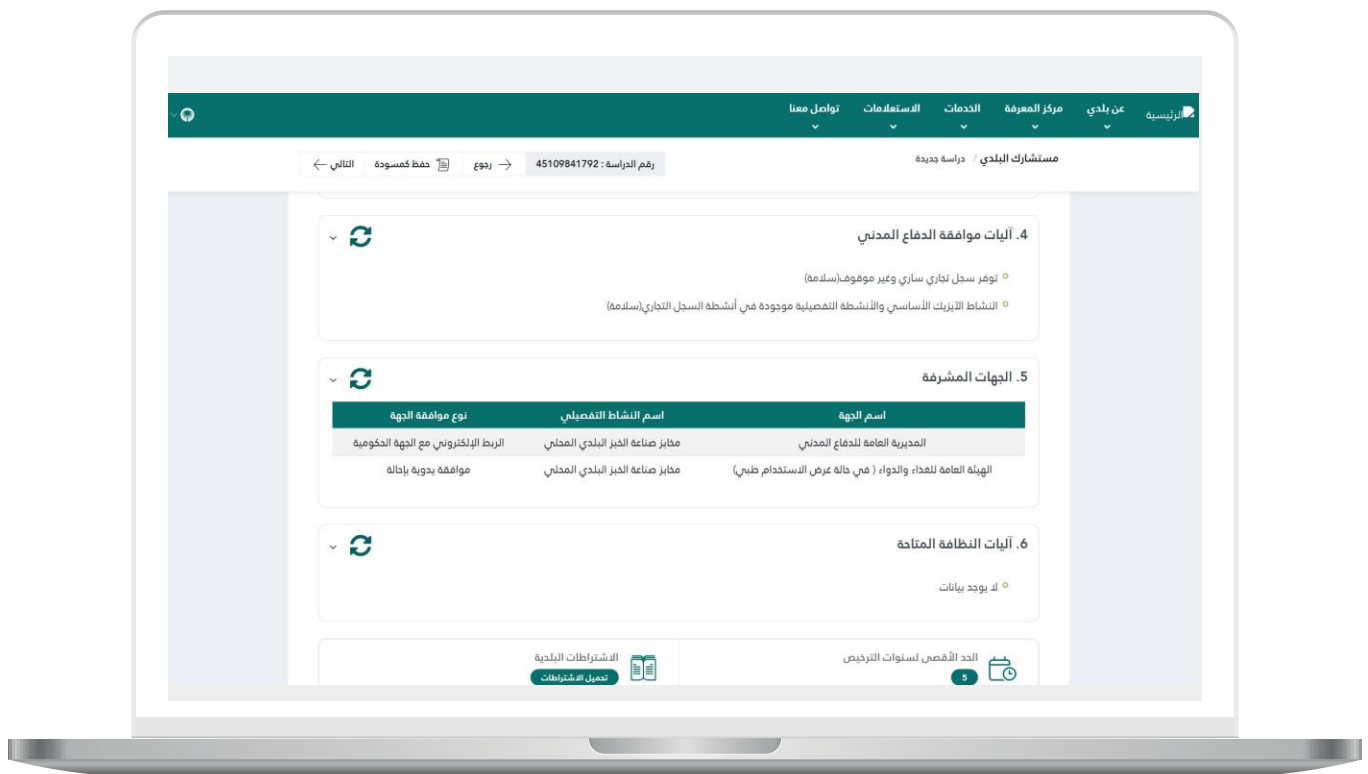 الرئيسية
عن بلدي
مركز المعرفة
الخدمات
الاستعلامات
تواصل معنا
مستشارك البلدي / دراسة جديدة
رقم الدراسة : 45109841792
رجوع
حفظ كمسودة
التالي
4. آليات موافقة الدفاع المدني
توفر سجل تجاري ساري وغير موقوف(سلامة)
النشاط الآيزيك الأساسي والأنشطة التفصيلية موجودة في أنشطة السجل التجاري(سلامة)
5. الجهات المشرفة
اسم الجهة اسم النشاط التفصيلي نوع موافقة الجهة
المديرية العامة للدفاع المدني مخابز صناعة الخبز البلدي المحلي الربط الإلكتروني مع الجهة الحكومية
الهيئة العامة للغذاء والدواء ( في حالة غرض الاستخدام طبي) مخابز صناعة الخبز البلدي المحلي موافقة يدوية بإحالة
6. آليات النظافة المتاحة
لا يوجد بيانات
الحد الأقصى لسنوات الترخيص
5
الاشتراطات البلدية
تحميل الاشتراطات